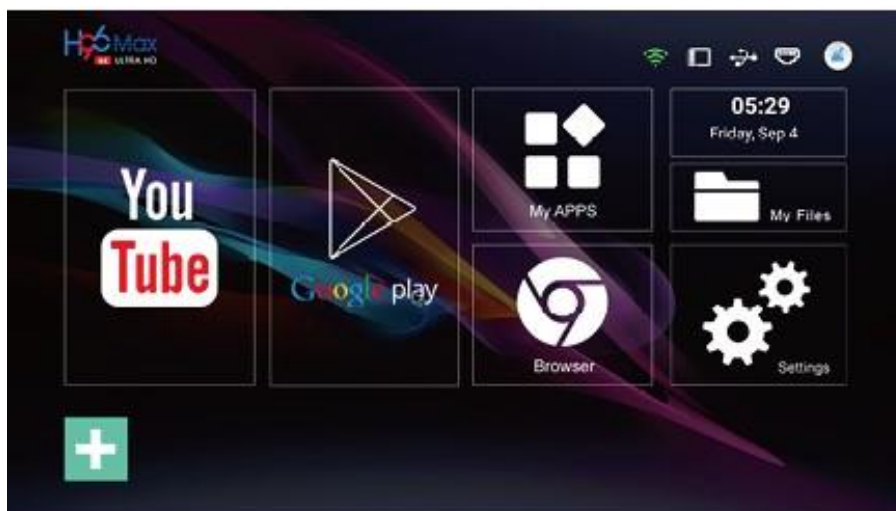 H96 Max
4K ULTRA HD
05:29
Friday, Sep 4
You
Tube
Google play
My APPS
My Files
Browser
Settings